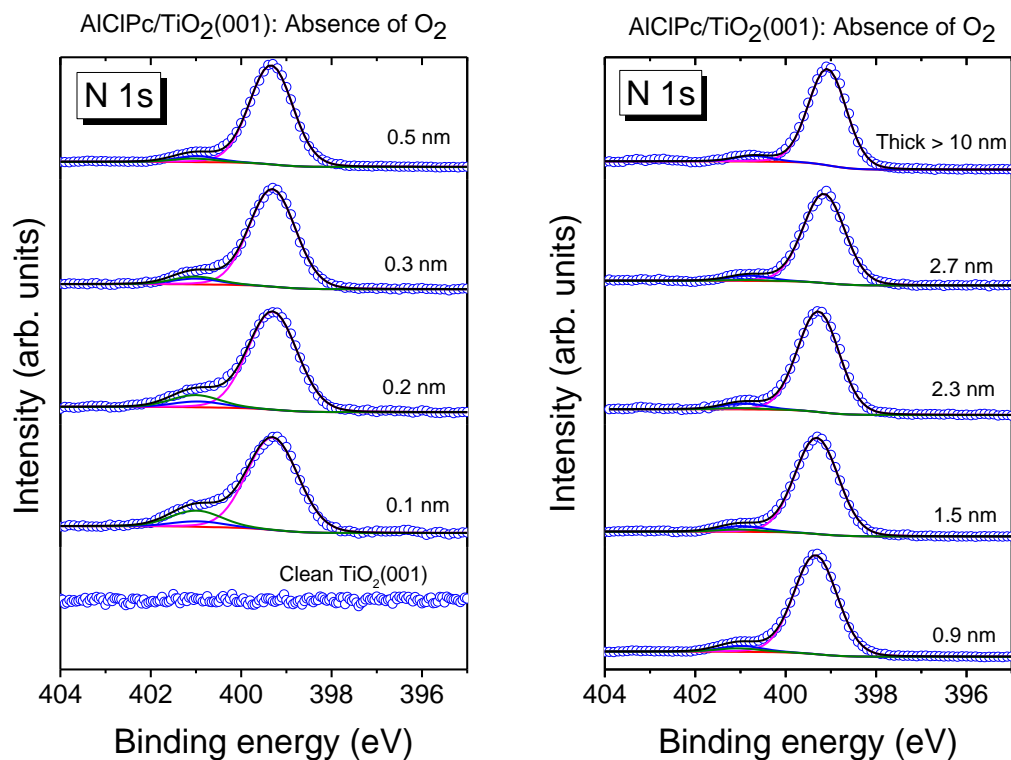 AlClPc/TiO₂(001): Absence of O₂
N 1s
0.5 nm
0.3 nm
0.2 nm
0.1 nm
Clean TiO₂(001)
Intensity (arb. units)
404 402 400 398 396
Binding energy (eV)
AlClPc/TiO₂(001): Absence of O₂
N 1s
Thick > 10 nm
2.7 nm
2.3 nm
1.5 nm
0.9 nm
Intensity (arb. units)
404 402 400 398 396
Binding energy (eV)